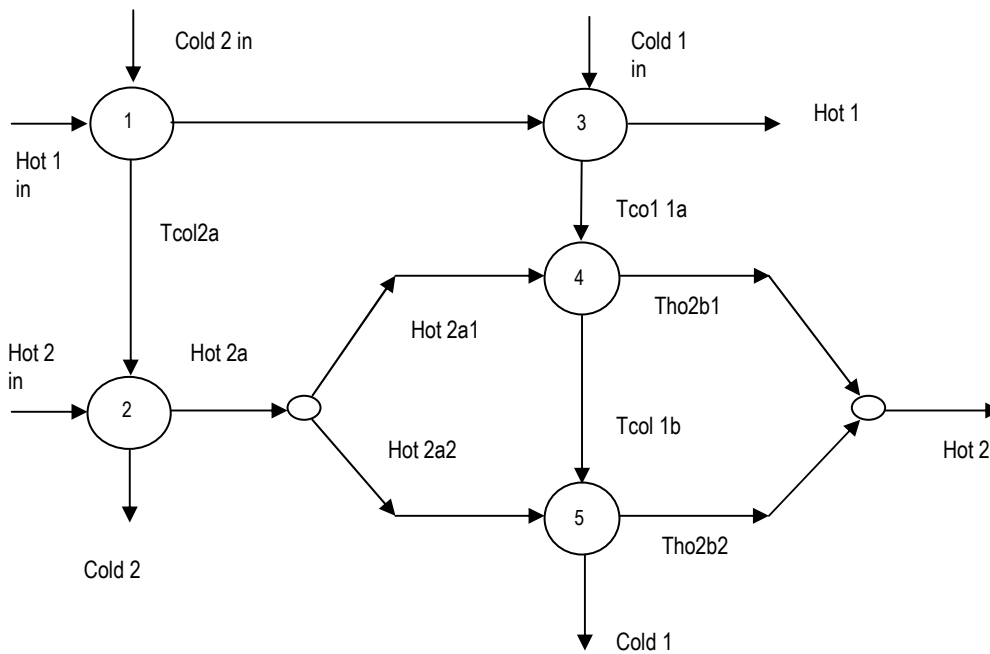 Cold 2 in
Cold 1
in
1
3
Hot 1
Hot 1
in
Tco1 1a
Tcol2a
4
Tho2b1
Hot 2a1
Hot 2
in
Hot 2a
2
Tcol 1b
Hot 2a2
Hot 2
5
Tho2b2
Cold 2
Cold 1